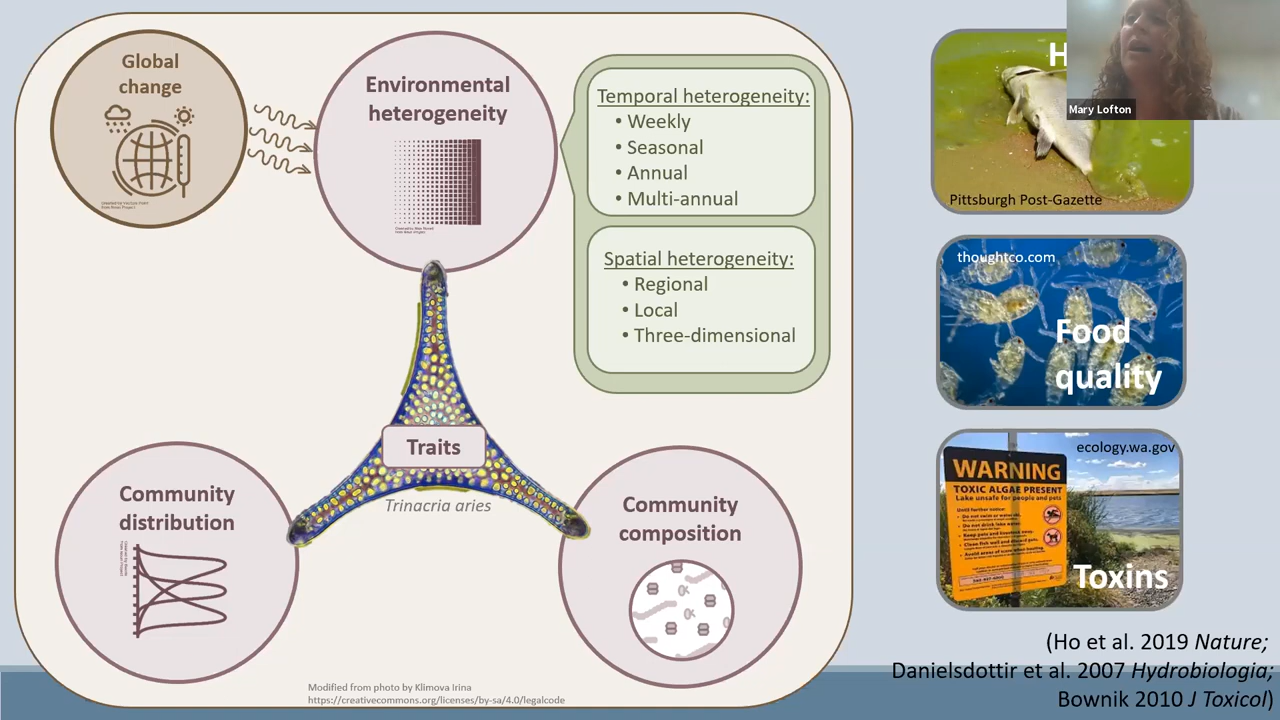 Global
change
Environmental
heterogeneity
Temporal heterogeneity:
• Weekly
• Seasonal
• Annual
• Multi-annual
Spatial heterogeneity:
• Regional
• Local
• Three-dimensional
Traits
Trinacria aries
Community
distribution
Community
composition
Modified from photo by Klimova Irina
https://creativecommons.org/licenses/by-sa/4.0/legalcode
H
Mary Lofton
Pittsburgh Post-Gazette
thoughtco.com
Food
quality
ecology.wa.gov
WARNING
TOXIC ALGAE PRESENT
Lake unsafe for people and pets
Until further notice:
Toxins
(Ho et al. 2019 Nature;
Danielsdottir et al. 2007 Hydrobiologia;
Bownik 2010 J Toxicol)